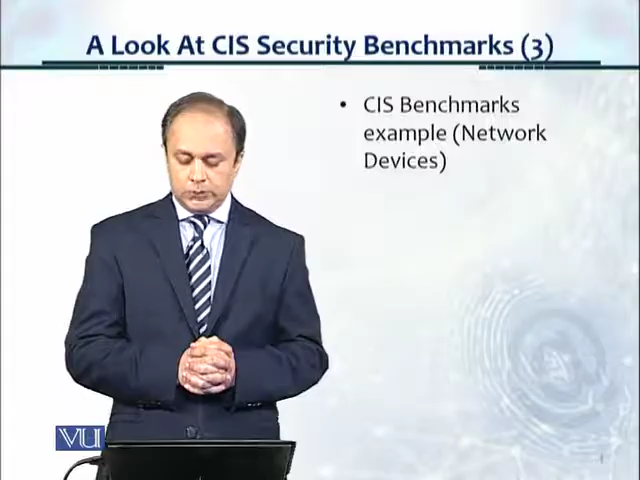 A Look At CIS Security Benchmarks (3)
• CIS Benchmarks
example (Network
Devices)
VU